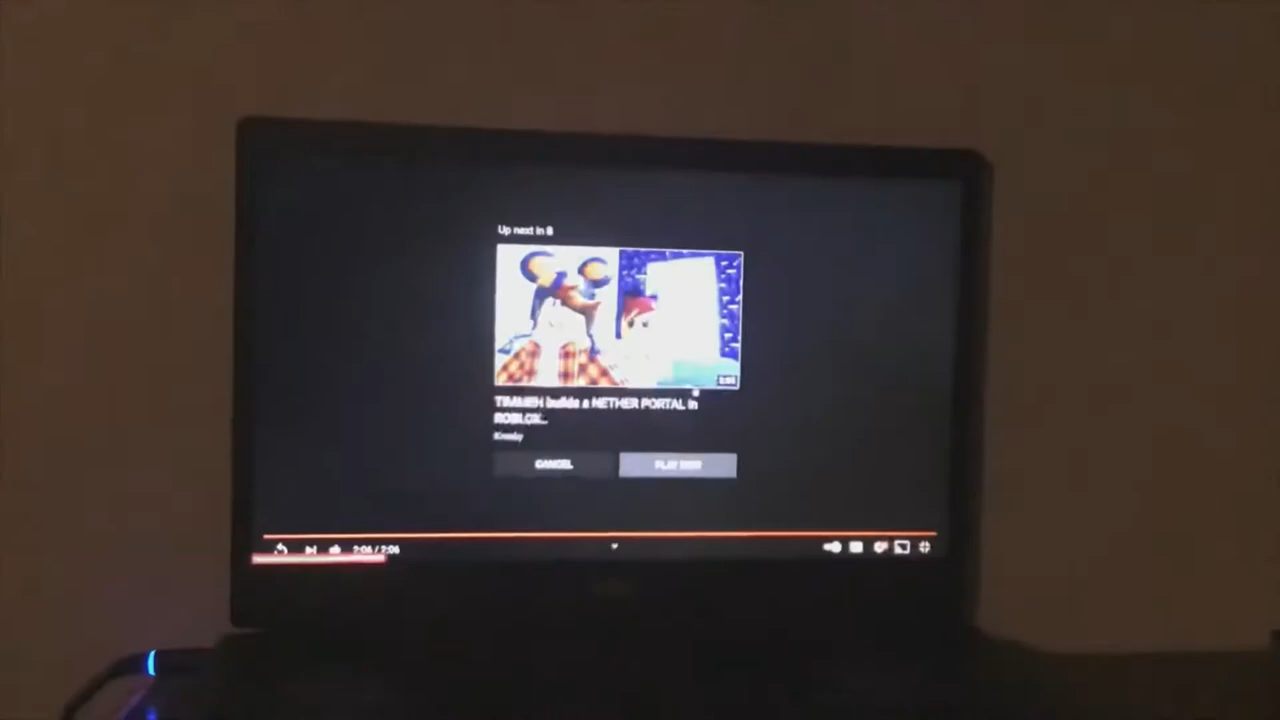 Up next in 8
TIMMEH builds a NETHER PORTAL in
ROBLOX...
CANCEL
PLAY NOW
2:06 / 2:06